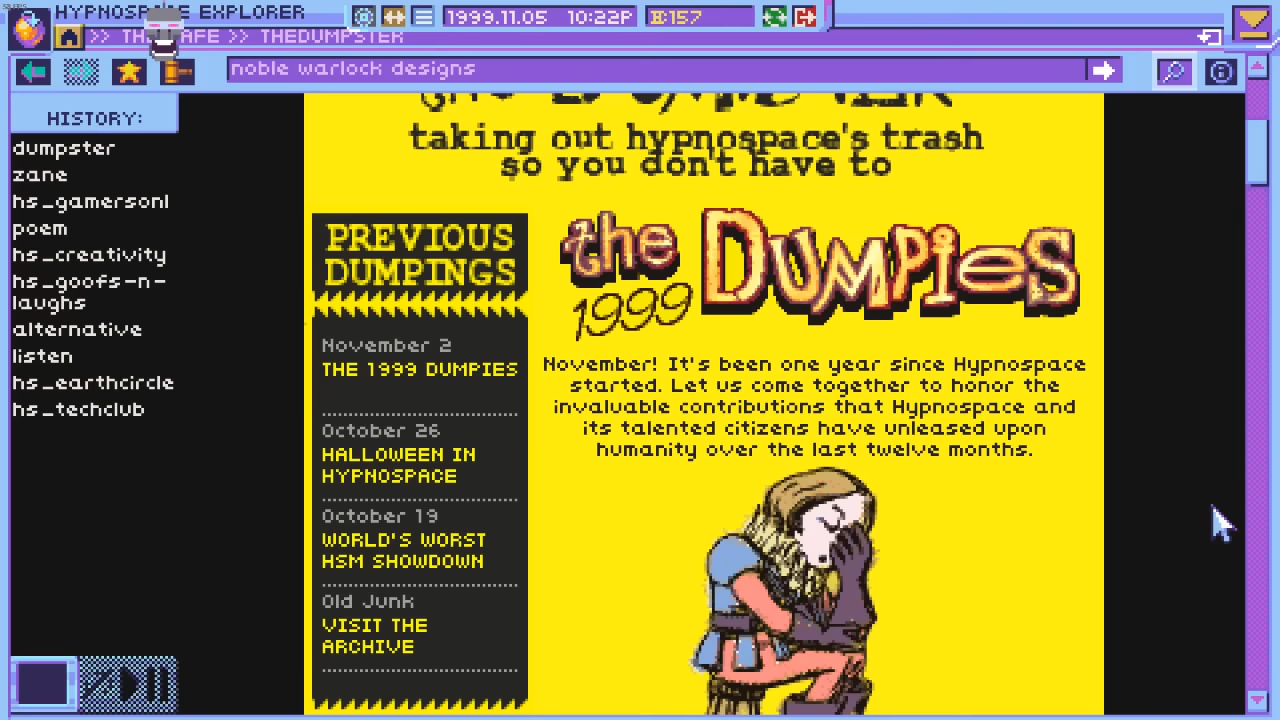 HYPNOSPACE EXPLORER
1999.11.05 10:22P
157
>> THE CAFE >> THEDUMPSTER
noble warlock designs
HISTORY:
dumpster
zane
hs_gamersonl
poem
hs_creativity
hs_goofs-n-
laughs
alternative
listen
hs_earthcircle
hs_techclub
taking out hypnospace's trash
so you don't have to
PREVIOUS
DUMPINGS
November 2
THE 1999 DUMPIES
October 26
HALLOWEEN IN
HYPNOSPACE
October 19
WORLD'S WORST
HSM SHOWDOWN
Old Junk
VISIT THE
ARCHIVE
the DUMPIES
1999
November! It's been one year since Hypnospace
started. Let us come together to honor the
invaluable contributions that Hypnospace and
its talented citizens have unleased upon
humanity over the last twelve months.